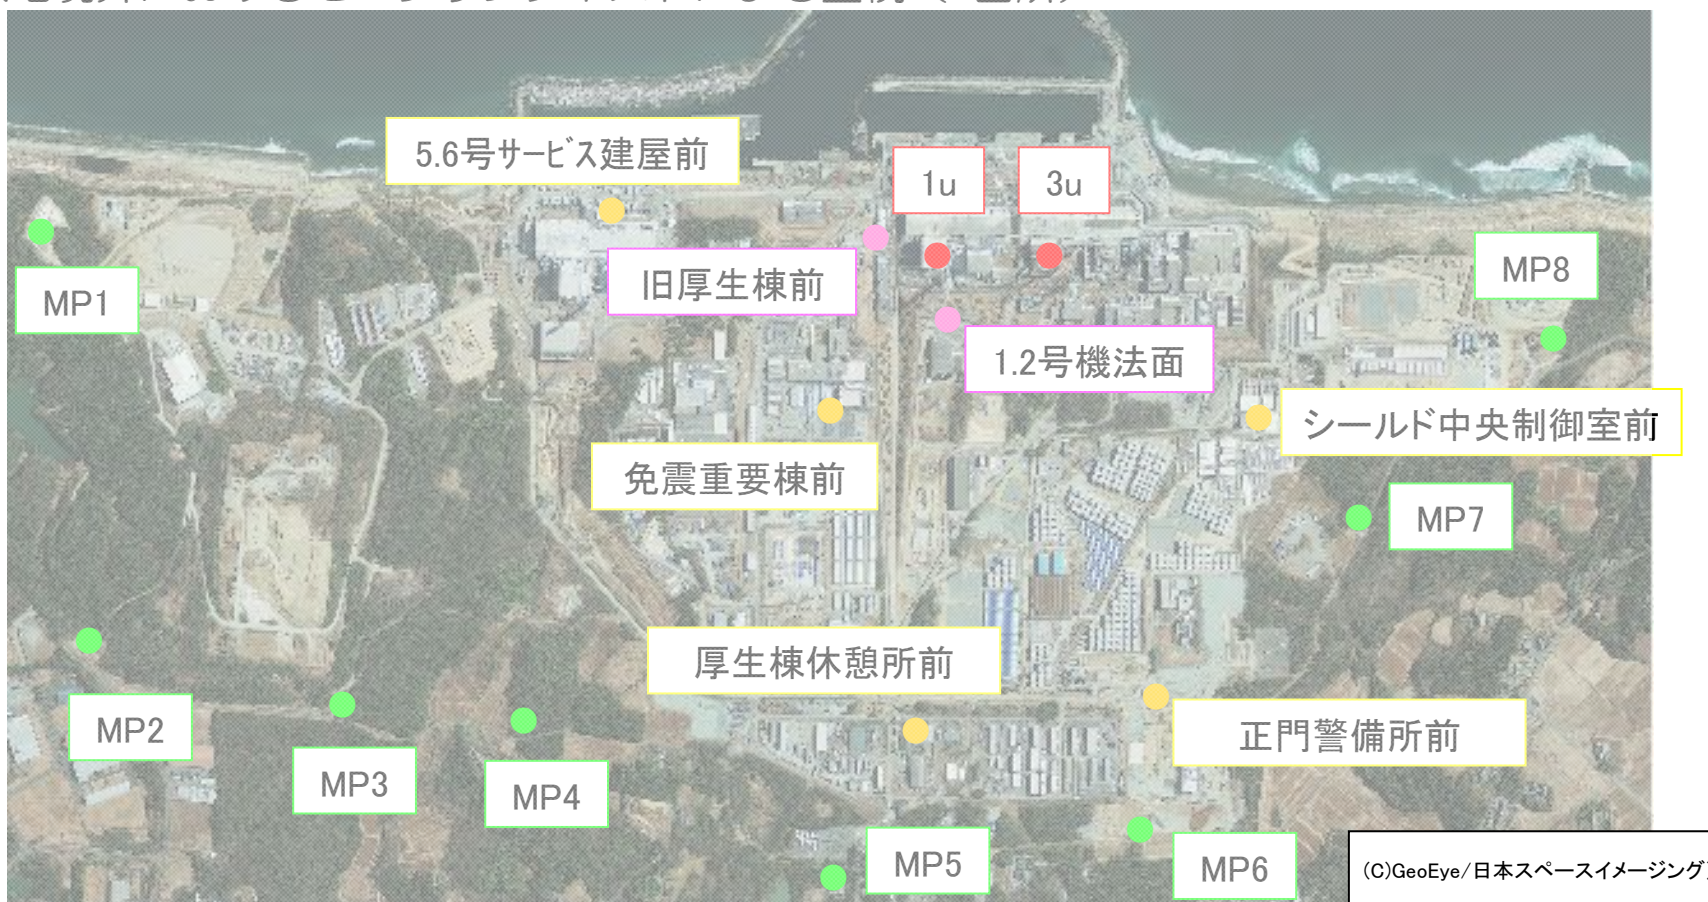 5.6号サービス建屋前
1u
3u
旧厚生棟前
MP8
MP1
1.2号機法面
シールド中央制御室前
免震重要棟前
MP7
厚生棟休憩所前
MP2
正門警備所前
MP3
MP4
MP5
MP6
(C)GeoEye/日本スペースイメージング